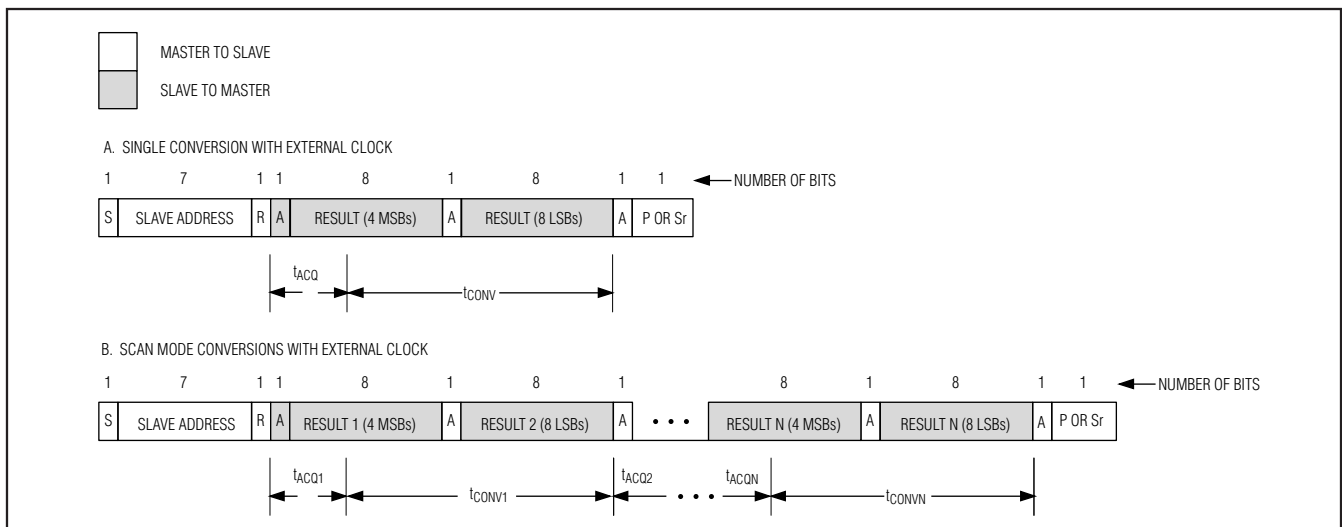 MASTER TO SLAVE
SLAVE TO MASTER
A. SINGLE CONVERSION WITH EXTERNAL CLOCK
1 7 1 1 8 1 8 1 1 NUMBER OF BITS
S SLAVE ADDRESS R A RESULT (4 MSBs) A RESULT (8 LSBs) A P OR Sr
tACQ
tCONV
B. SCAN MODE CONVERSIONS WITH EXTERNAL CLOCK
1 7 1 1 8 1 8 1 8 1 8 1 1 NUMBER OF BITS
S SLAVE ADDRESS R A RESULT 1 (4 MSBs) A RESULT 2 (8 LSBs) A • • • RESULT N (4 MSBs) A RESULT N (8 LSBs) A P OR Sr
tACQ1 tACQ2 tACQN
tCONV1 • • • tCONVN